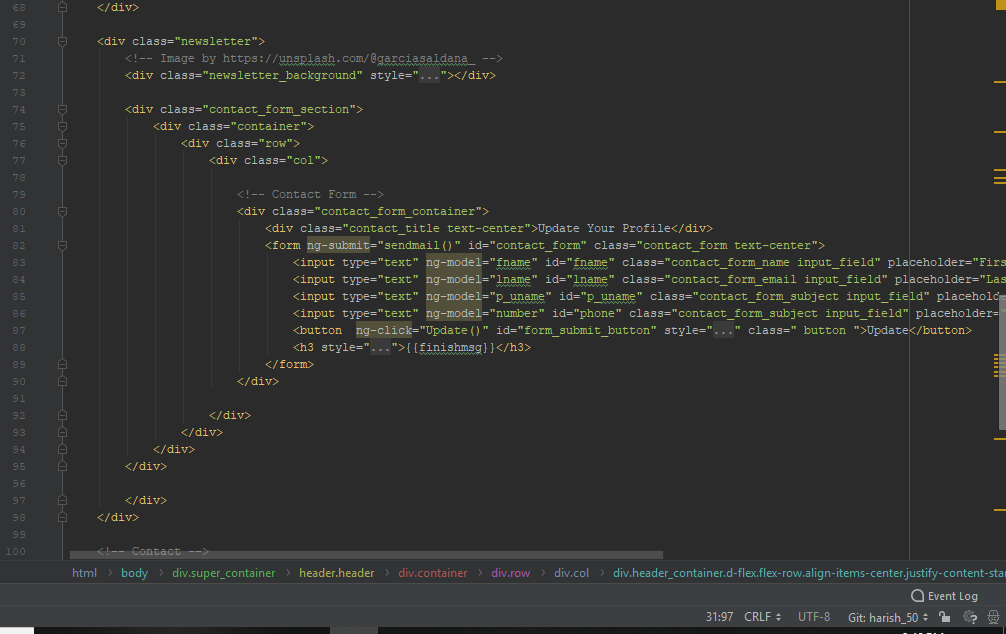 68 </div>
69
70 <div class="newsletter">
71 <!-- Image by https://unsplash.com/@garciasaldana_ -->
72 <div class="newsletter_background" style="..."></div>
73
74 <div class="contact_form_section">
75 <div class="container">
76 <div class="row">
77 <div class="col">
78
79 <!-- Contact Form -->
80 <div class="contact_form_container">
81 <div class="contact_title text-center">Update Your Profile</div>
82 <form ng-submit="sendmail()" id="contact_form" class="contact_form text-center">
83 <input type="text" ng-model="fname" id="fname" class="contact_form_name input_field" placeholder="Firs
84 <input type="text" ng-model="lname" id="lname" class="contact_form_email input_field" placeholder="Las
85 <input type="text" ng-model="p_uname" id="p_uname" class="contact_form_subject input_field" placehold
86 <input type="text" ng-model="number" id="phone" class="contact_form_subject input_field" placeholder=
87 <button  ng-click="Update()" id="form_submit_button" style="..." class=" button ">Update</button>
88 <h3 style="...">{{finishmsg}}</h3>
89 </form>
90 </div>
91
92 </div>
93 </div>
94 </div>
95 </div>
96
97 </div>
98 </div>
99
100 <!-- Contact -->
html › body › div.super_container › header.header › div.container › div.row › div.col › div.header_container.d-flex.flex-row.align-items-center.justify-content-star
Event Log
31:97 CRLF UTF-8 Git: harish_50